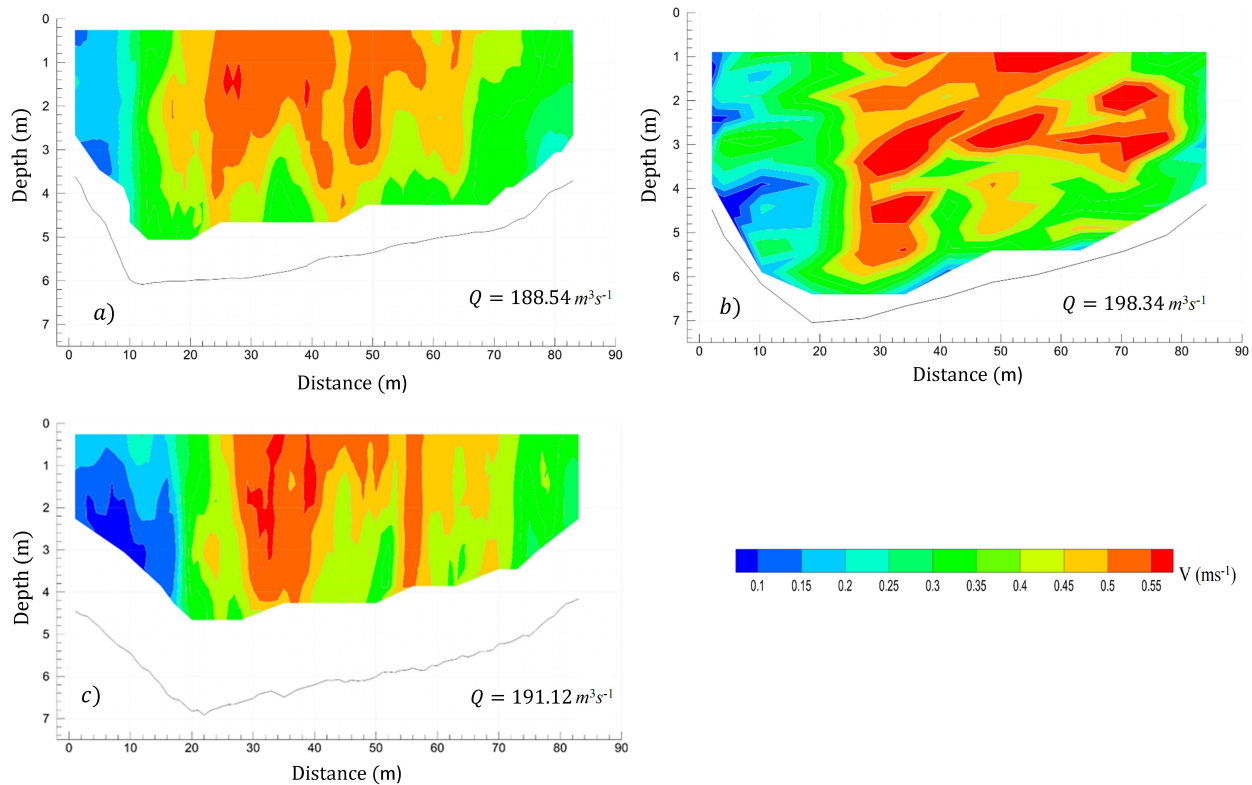 0
1
2
3
4
5
6
7
Depth (m)
0 10 20 30 40 50 60 70 80 90
Distance (m)
a)
Q = 188.54 m³s⁻¹
0
1
2
3
4
5
6
7
Depth (m)
0 10 20 30 40 50 60 70 80 90
Distance (m)
b)
Q = 198.34 m³s⁻¹
0
1
2
3
4
5
6
7
Depth (m)
0 10 20 30 40 50 60 70 80 90
Distance (m)
c)
Q = 191.12 m³s⁻¹
0.1 0.15 0.2 0.25 0.3 0.35 0.4 0.45 0.5 0.55 V (ms⁻¹)